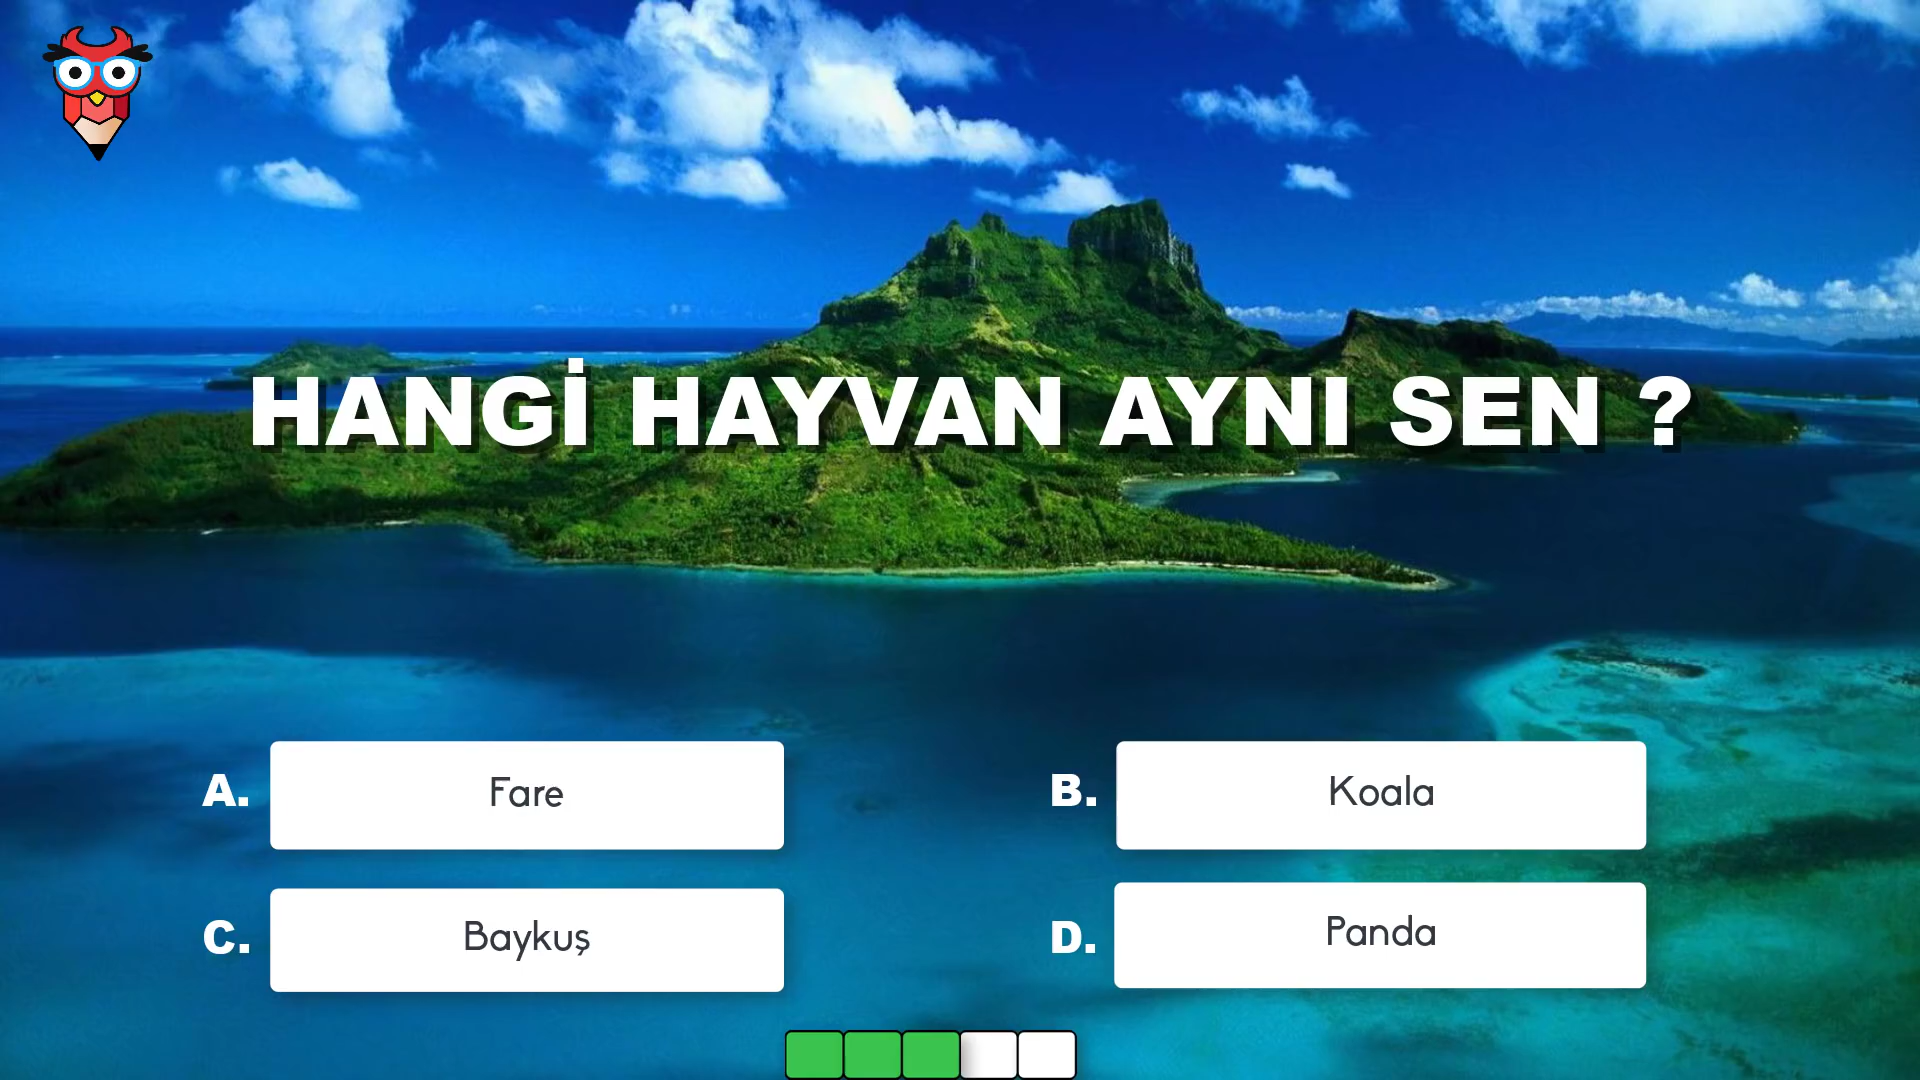 HANGİ HAYVAN AYNI SEN ?
A. Fare
B. Koala
C. Baykuş
D. Panda